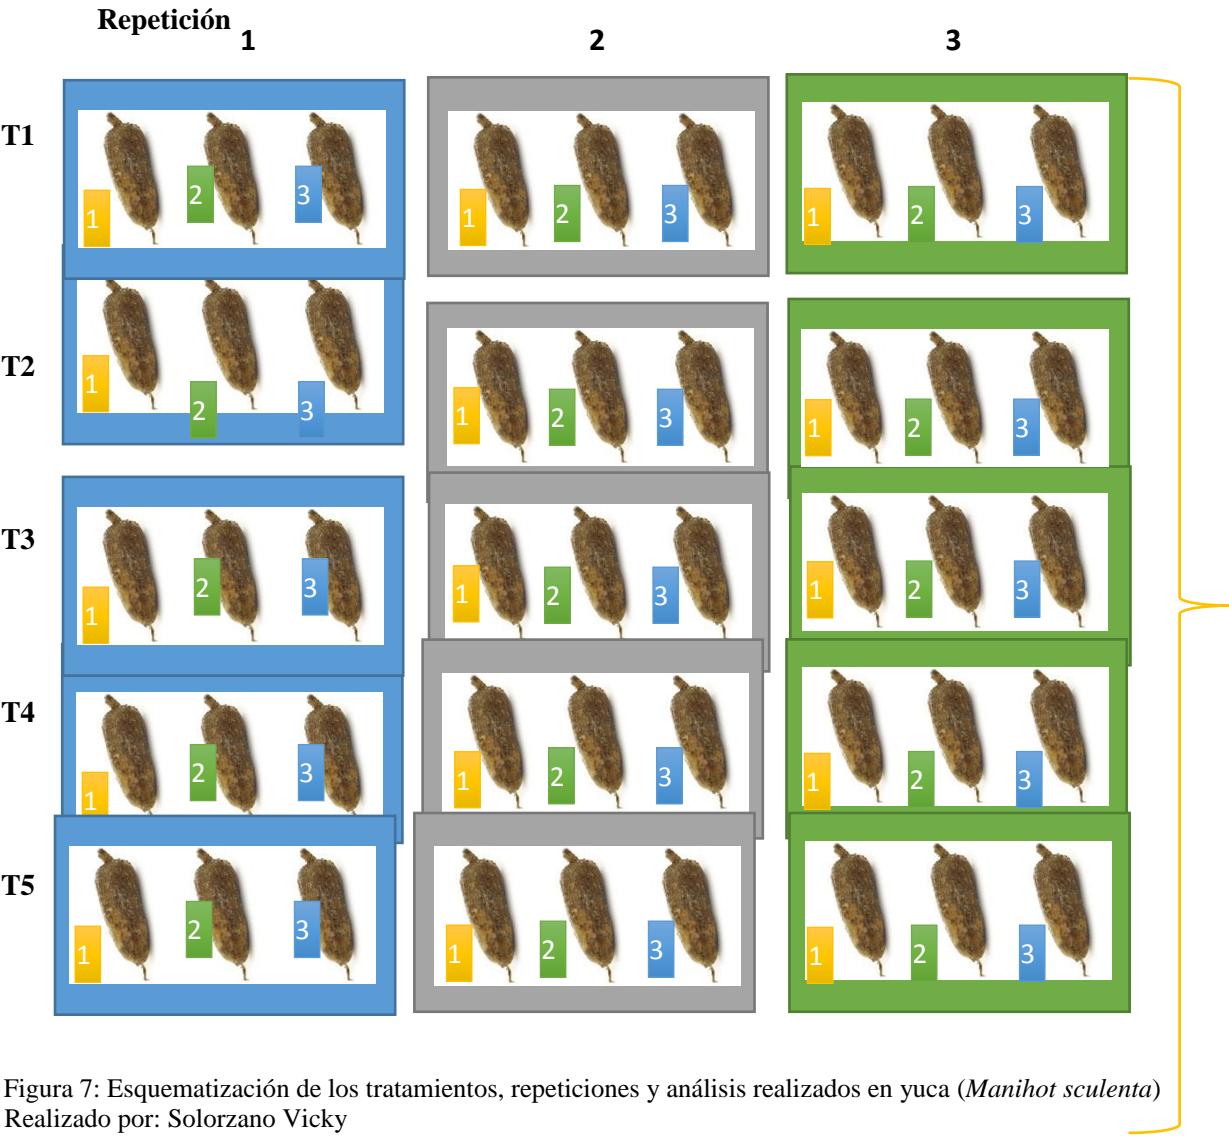 Repetición 1 2 3
T1
1 2 3 1 2 3 1 2 3
T2
1 2 3 1 2 3 1 2 3
T3
1 2 3 1 2 3 1 2 3
T4
1 2 3 1 2 3 1 2 3
T5
1 2 3 1 2 3 1 2 3
Figura 7: Esquematización de los tratamientos, repeticiones y análisis realizados en yuca (Manihot sculenta)
Realizado por: Solorzano Vicky